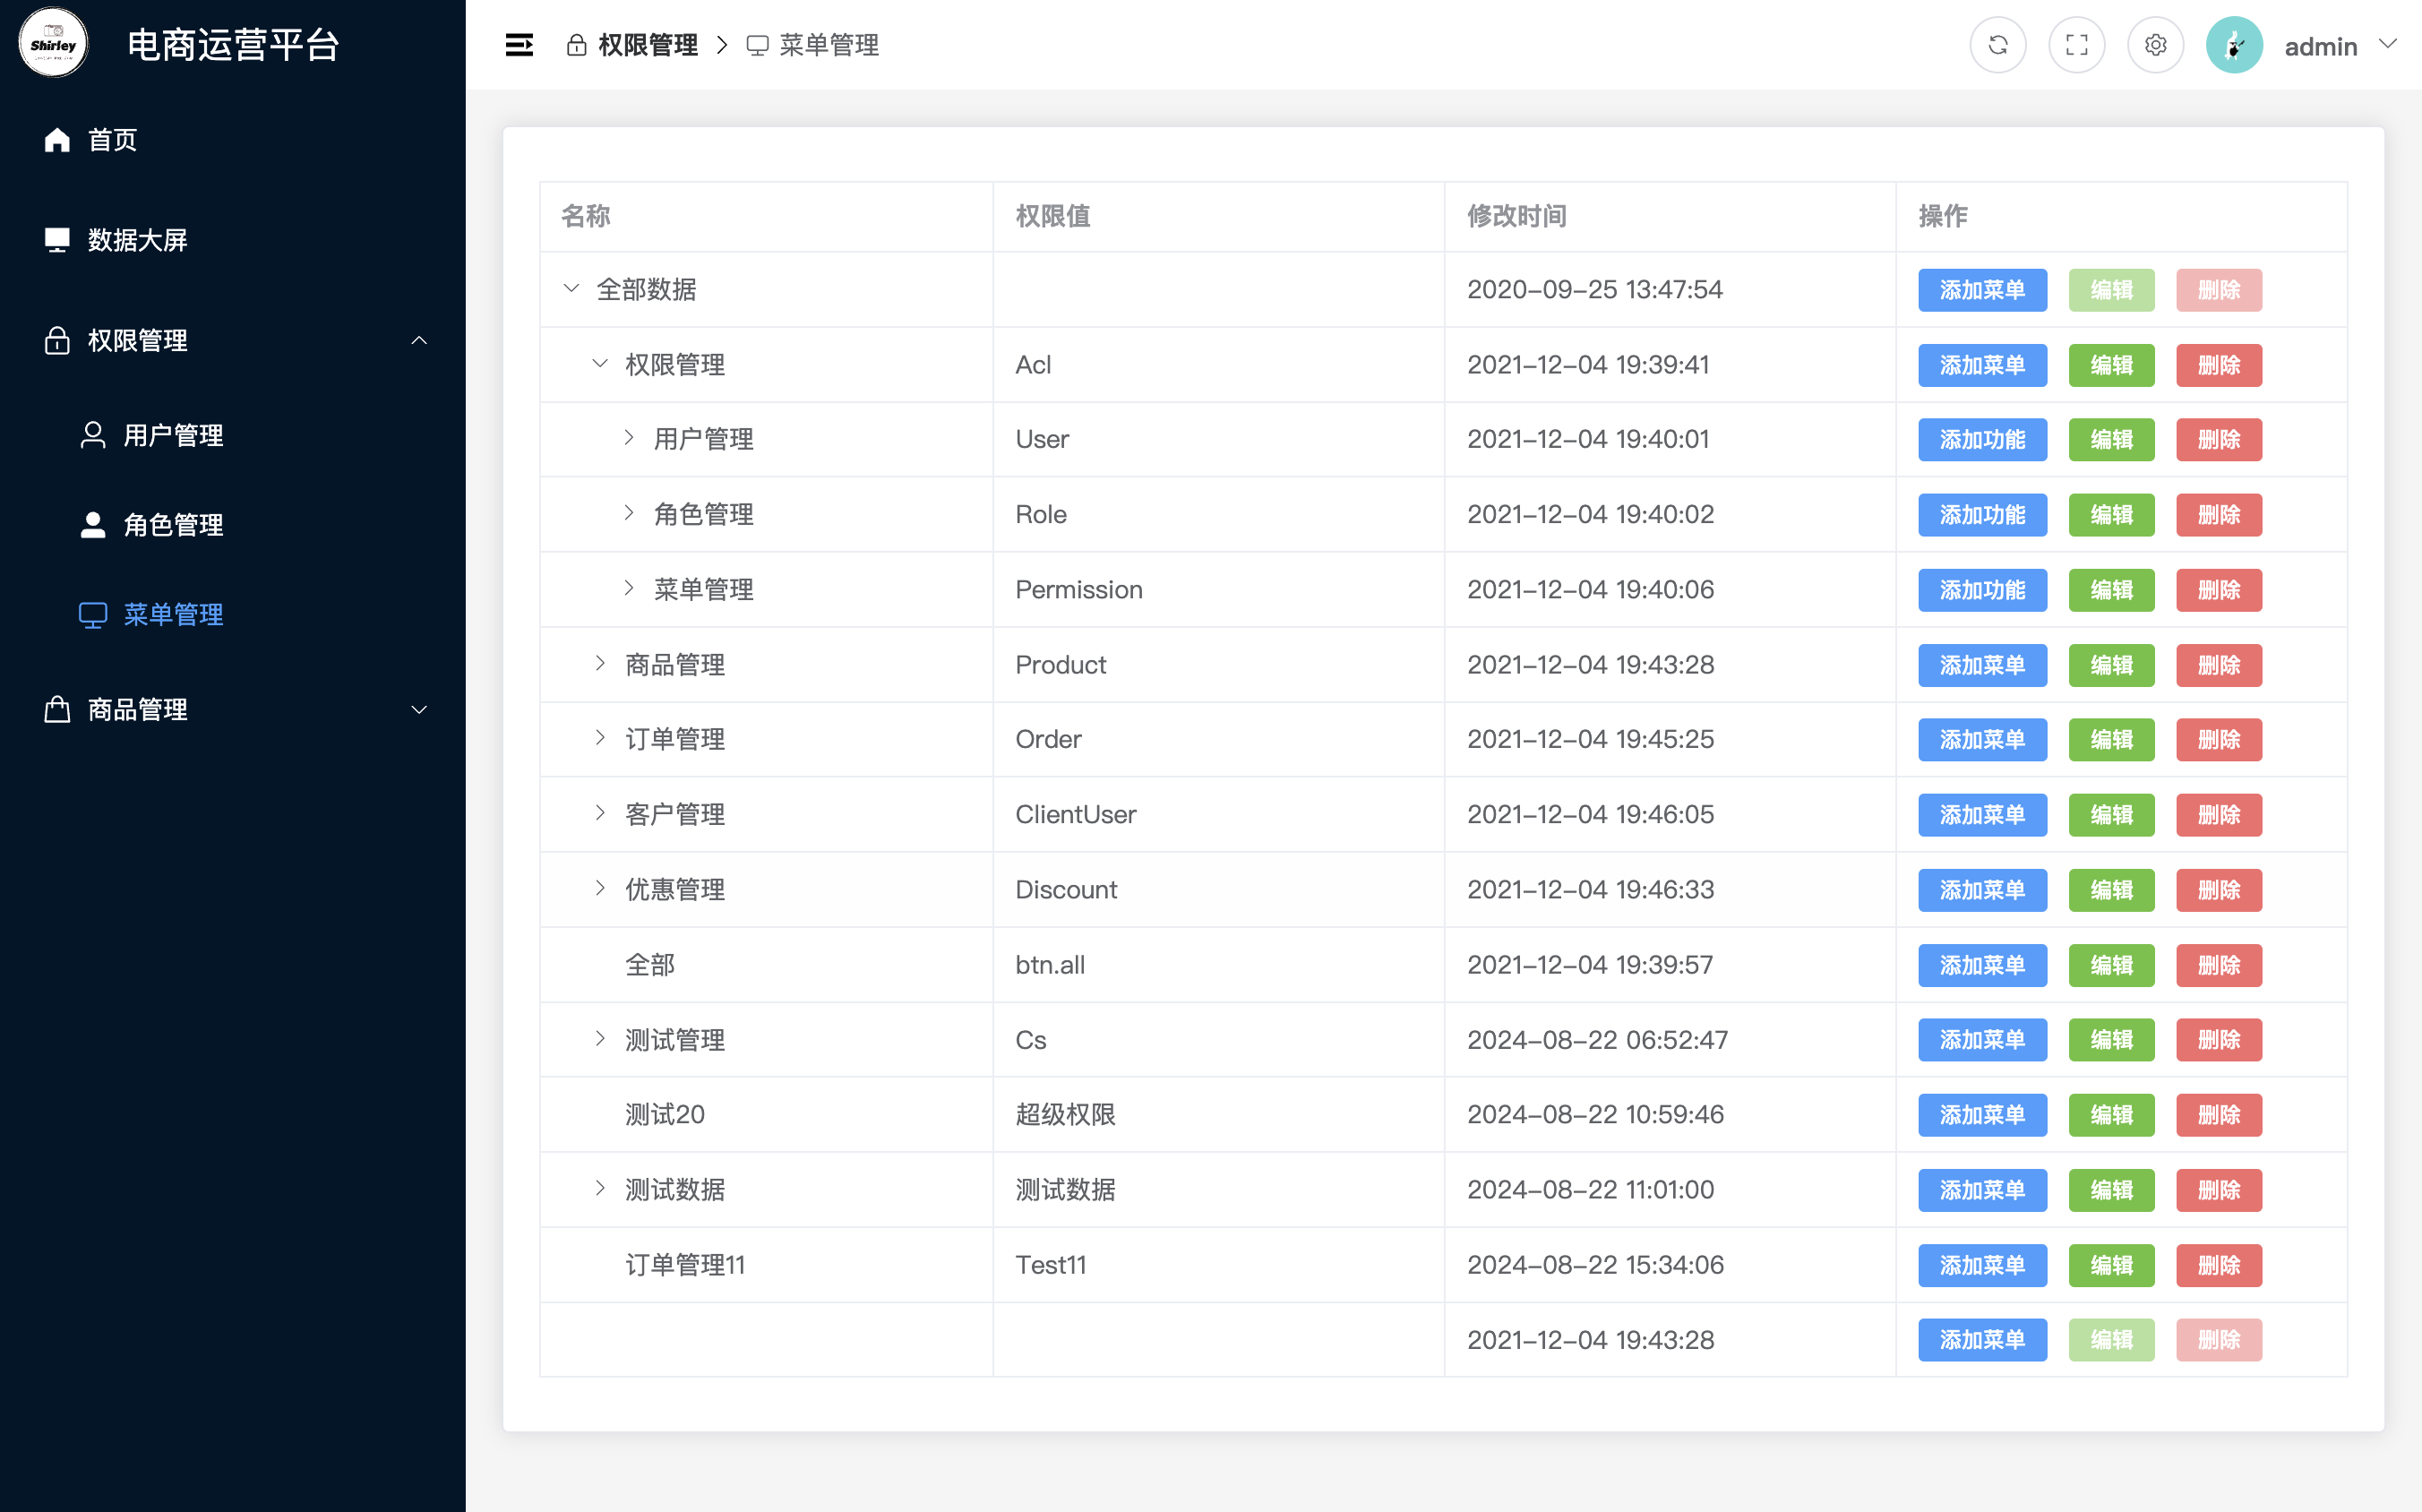 Shirley
电商运营平台
权限管理 > 菜单管理
admin
首页
数据大屏
权限管理
用户管理
角色管理
菜单管理
商品管理
名称 权限值 修改时间 操作
全部数据 2020-09-25 13:47:54 添加菜单 编辑 删除
权限管理 Acl 2021-12-04 19:39:41 添加菜单 编辑 删除
用户管理 User 2021-12-04 19:40:01 添加功能 编辑 删除
角色管理 Role 2021-12-04 19:40:02 添加功能 编辑 删除
菜单管理 Permission 2021-12-04 19:40:06 添加功能 编辑 删除
商品管理 Product 2021-12-04 19:43:28 添加菜单 编辑 删除
订单管理 Order 2021-12-04 19:45:25 添加菜单 编辑 删除
客户管理 ClientUser 2021-12-04 19:46:05 添加菜单 编辑 删除
优惠管理 Discount 2021-12-04 19:46:33 添加菜单 编辑 删除
全部 btn.all 2021-12-04 19:39:57 添加菜单 编辑 删除
测试管理 Cs 2024-08-22 06:52:47 添加菜单 编辑 删除
测试20 超级权限 2024-08-22 10:59:46 添加菜单 编辑 删除
测试数据 测试数据 2024-08-22 11:01:00 添加菜单 编辑 删除
订单管理11 Test11 2024-08-22 15:34:06 添加菜单 编辑 删除
2021-12-04 19:43:28 添加菜单 编辑 删除